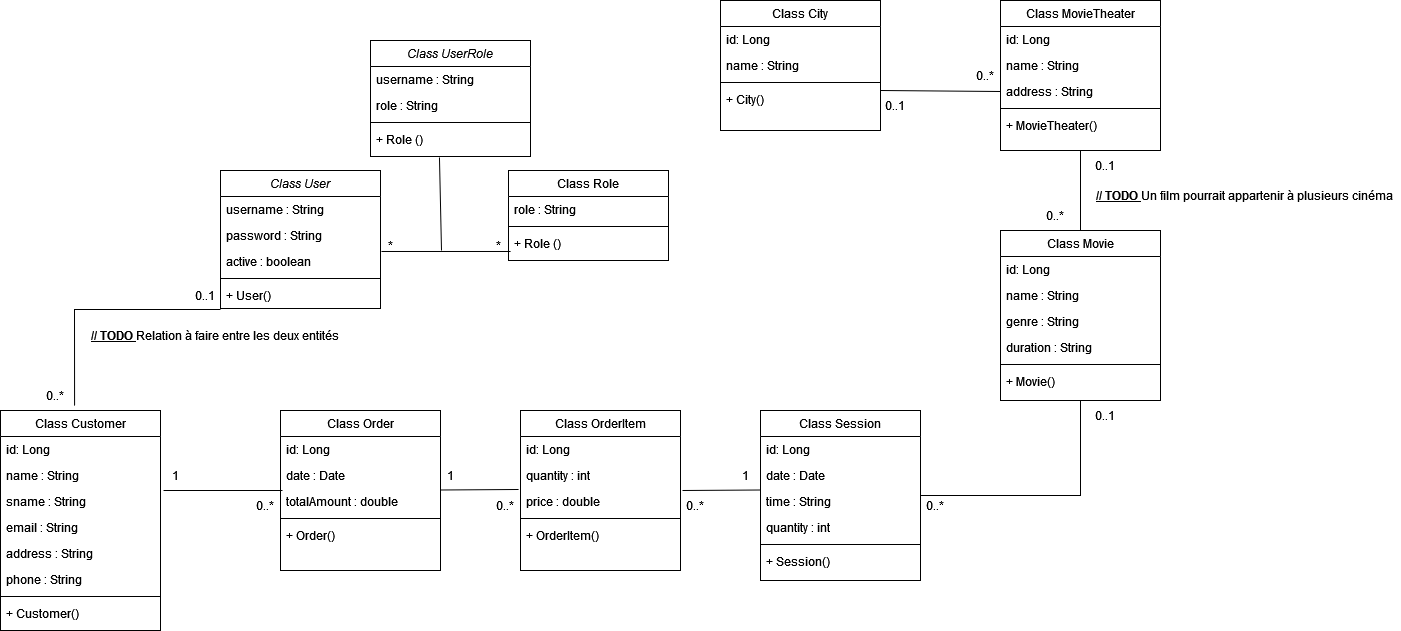 Class City
id: Long
name : String
+ City()
0..1
0..*
Class MovieTheater
id: Long
name : String
address : String
+ MovieTheater()
0..1
// TODO Un film pourrait appartenir à plusieurs cinéma
0..*
Class UserRole
username : String
role : String
+ Role ()
Class User
username : String
password : String
active : boolean
+ User()
*
*
Class Role
role : String
+ Role ()
0..1
// TODO Relation à faire entre les deux entités
0..*
Class Movie
id: Long
name : String
genre : String
duration : String
+ Movie()
0..1
Class Customer
id: Long
name : String
sname : String
email : String
address : String
phone : String
+ Customer()
1
0..*
Class Order
id: Long
date : Date
totalAmount : double
+ Order()
1
0..*
Class OrderItem
id: Long
quantity : int
price : double
+ OrderItem()
0..*
1
Class Session
id: Long
date : Date
time : String
quantity : int
+ Session()
0..*